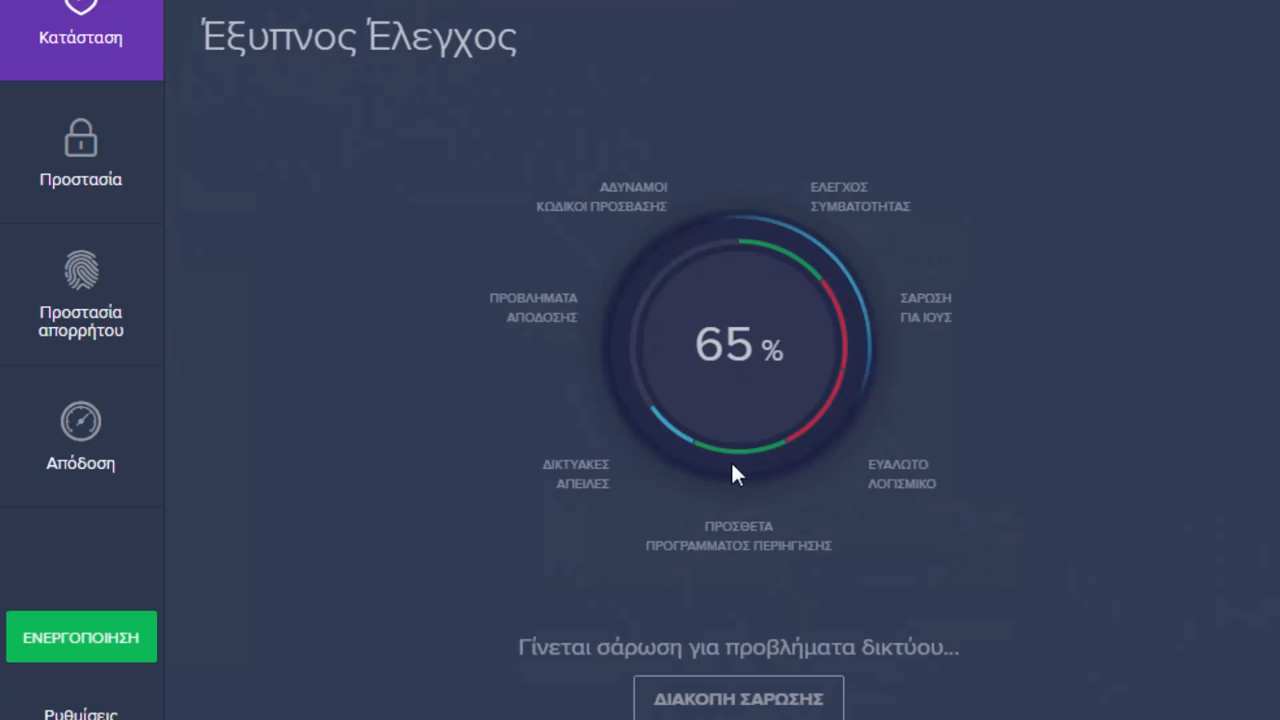 Κατάσταση
Έξυπνος Έλεγχος
Προστασία
Προστασία
απορρήτου
Απόδοση
ΕΝΕΡΓΟΠΟΙΗΣΗ
Ρυθμίσεις
ΑΔΥΝΑΜΟΙ
ΚΩΔΙΚΟΙ ΠΡΟΣΒΑΣΗΣ
ΕΛΕΓΧΟΣ
ΣΥΜΒΑΤΟΤΗΤΑΣ
ΠΡΟΒΛΗΜΑΤΑ
ΑΠΟΔΟΣΗΣ
ΣΑΡΩΣΗ
ΓΙΑ ΙΟΥΣ
65 %
ΔΙΚΤΥΑΚΕΣ
ΑΠΕΙΛΕΣ
ΕΥΑΛΩΤΟ
ΛΟΓΙΣΜΙΚΟ
ΠΡΟΣΘΕΤΑ
ΠΡΟΓΡΑΜΜΑΤΟΣ ΠΕΡΙΗΓΗΣΗΣ
Γίνεται σάρωση για προβλήματα δικτύου...
ΔΙΑΚΟΠΗ ΣΑΡΩΣΗΣ